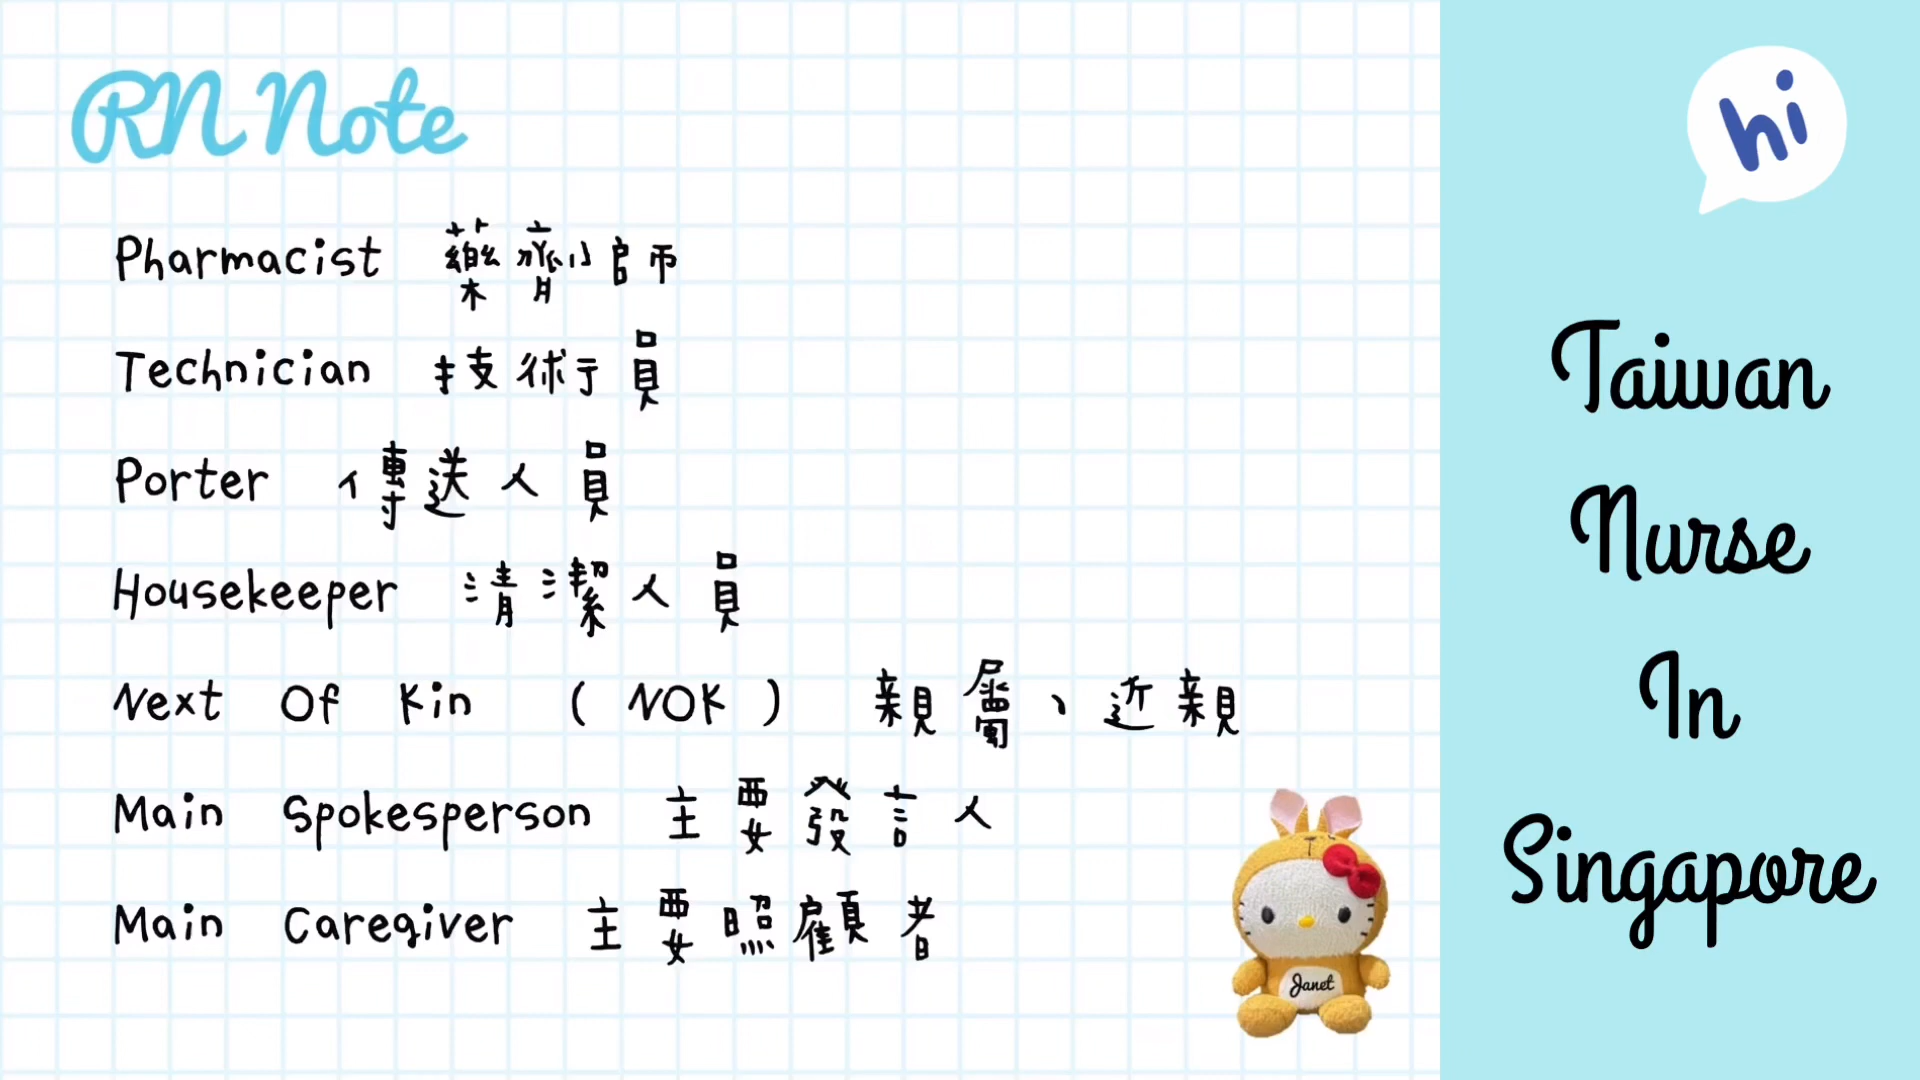 RN Note
Pharmacist 藥劑師
Technician 技術員
Porter 傳送人員
Housekeeper 清潔人員
Next Of Kin ( NOK ) 親屬、近親
Main Spokesperson 主要發言人
Main Caregiver 主要照顧者
Janet
hi
Taiwan
Nurse
In
Singapore